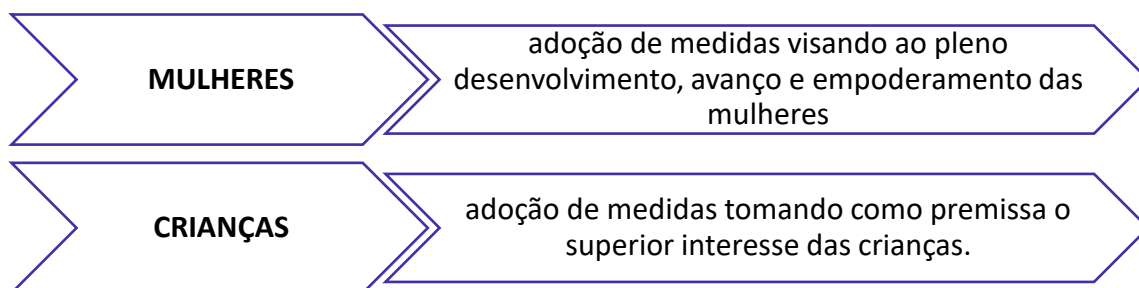 MULHERES
adoção de medidas visando ao pleno
desenvolvimento, avanço e empoderamento das
mulheres
CRIANÇAS
adoção de medidas tomando como premissa o
superior interesse das crianças.